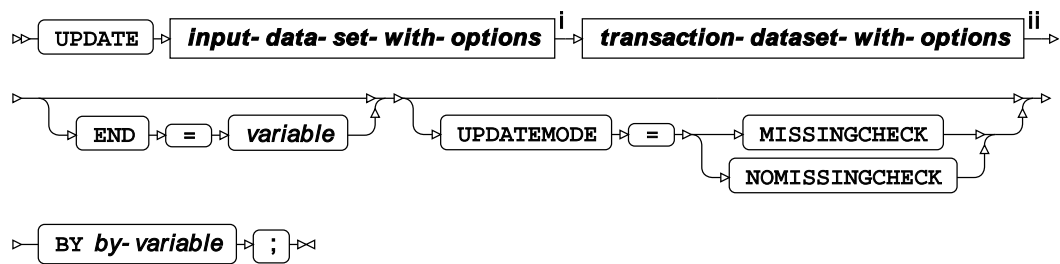 UPDATE input- data- set- with- options i transaction- dataset- with- options ii
END = variable UPDATEMODE = MISSINGCHECK
NOMISSINGCHECK
BY by- variable ;